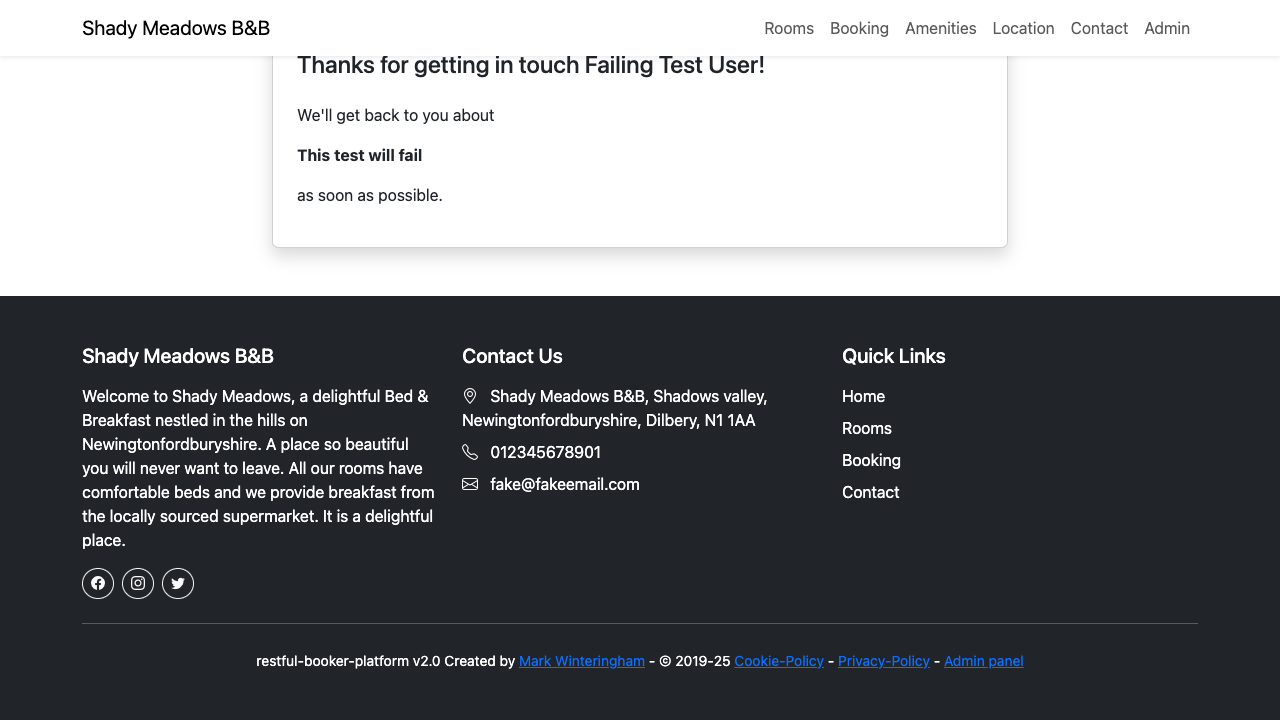 Shady Meadows B&B
Rooms Booking Amenities Location Contact Admin
Thanks for getting in touch Failing Test User!
We'll get back to you about
This test will fail
as soon as possible.
Shady Meadows B&B
Welcome to Shady Meadows, a delightful Bed &
Breakfast nestled in the hills on
Newingtonfordburyshire. A place so beautiful
you will never want to leave. All our rooms have
comfortable beds and we provide breakfast from
the locally sourced supermarket. It is a delightful
place.
Contact Us
Shady Meadows B&B, Shadows valley,
Newingtonfordburyshire, Dilbery, N1 1AA
012345678901
fake@fakeemail.com
Quick Links
Home
Rooms
Booking
Contact
restful-booker-platform v2.0 Created by Mark Winteringham - © 2019-25 Cookie-Policy - Privacy-Policy - Admin panel